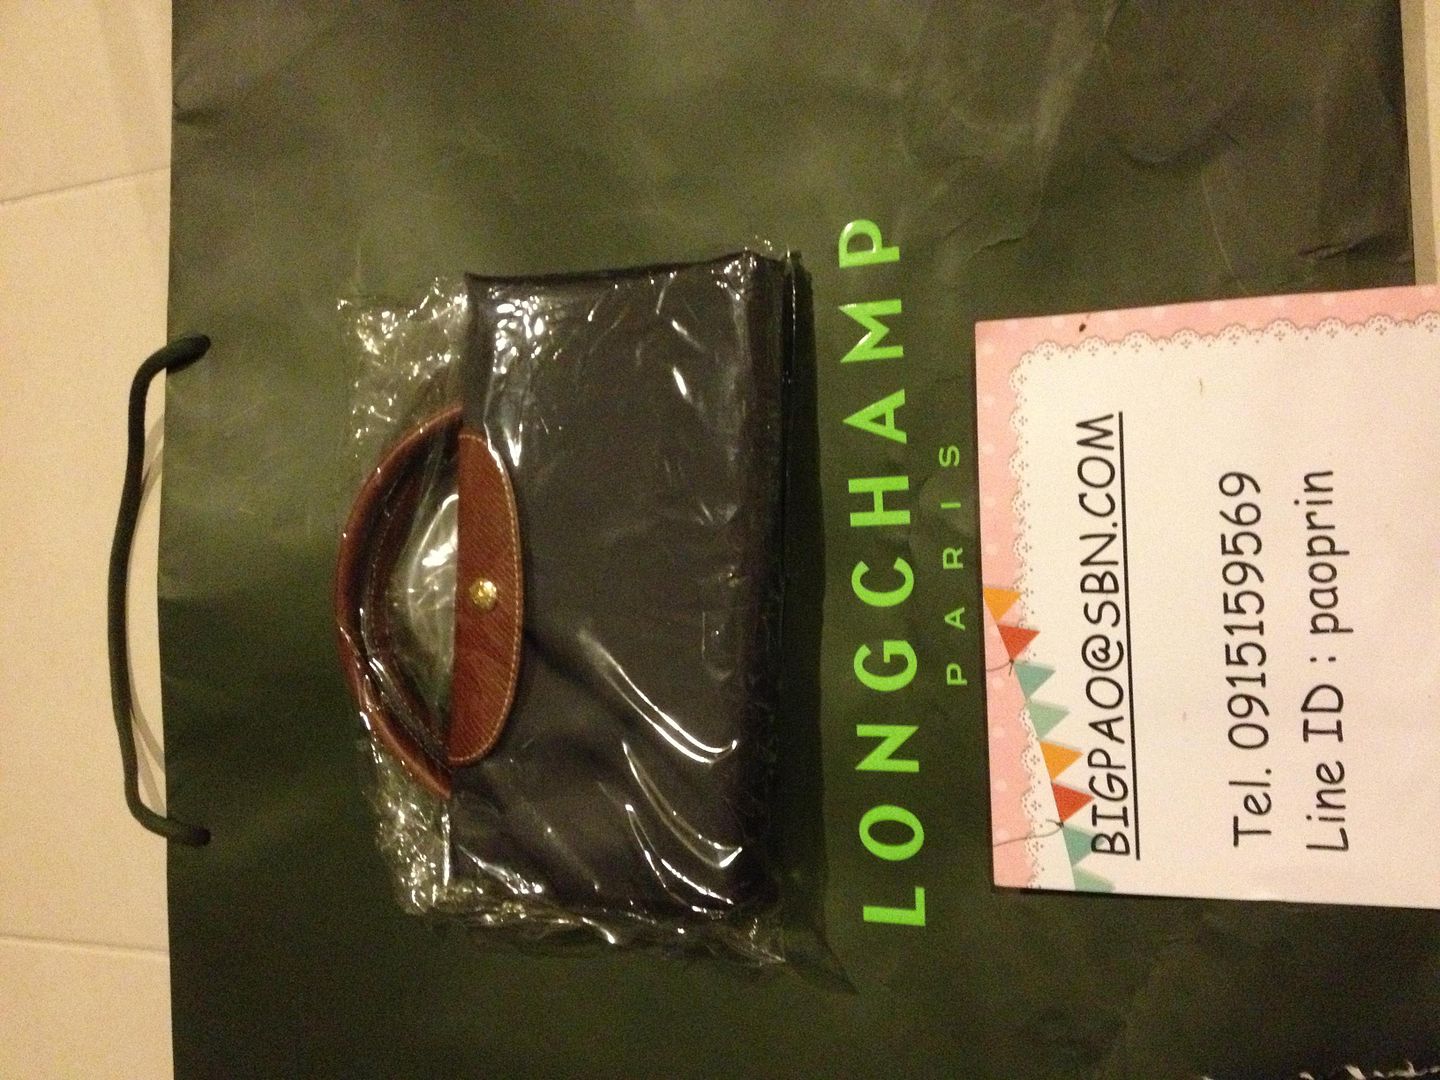 LONGCHAMP
PARIS
BIGPAO@SBN.COM
Tel. 0915159569
Line ID : paoprin